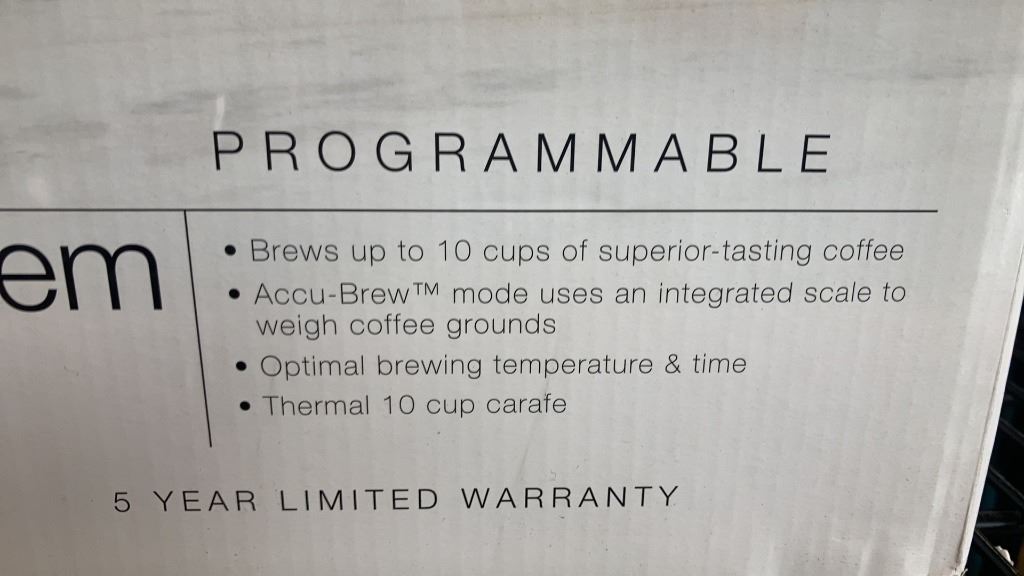 PROGRAMMABLE
em
• Brews up to 10 cups of superior-tasting coffee
• Accu-Brew™ mode uses an integrated scale to
weigh coffee grounds
• Optimal brewing temperature & time
• Thermal 10 cup carafe
5 YEAR LIMITED WARRANTY